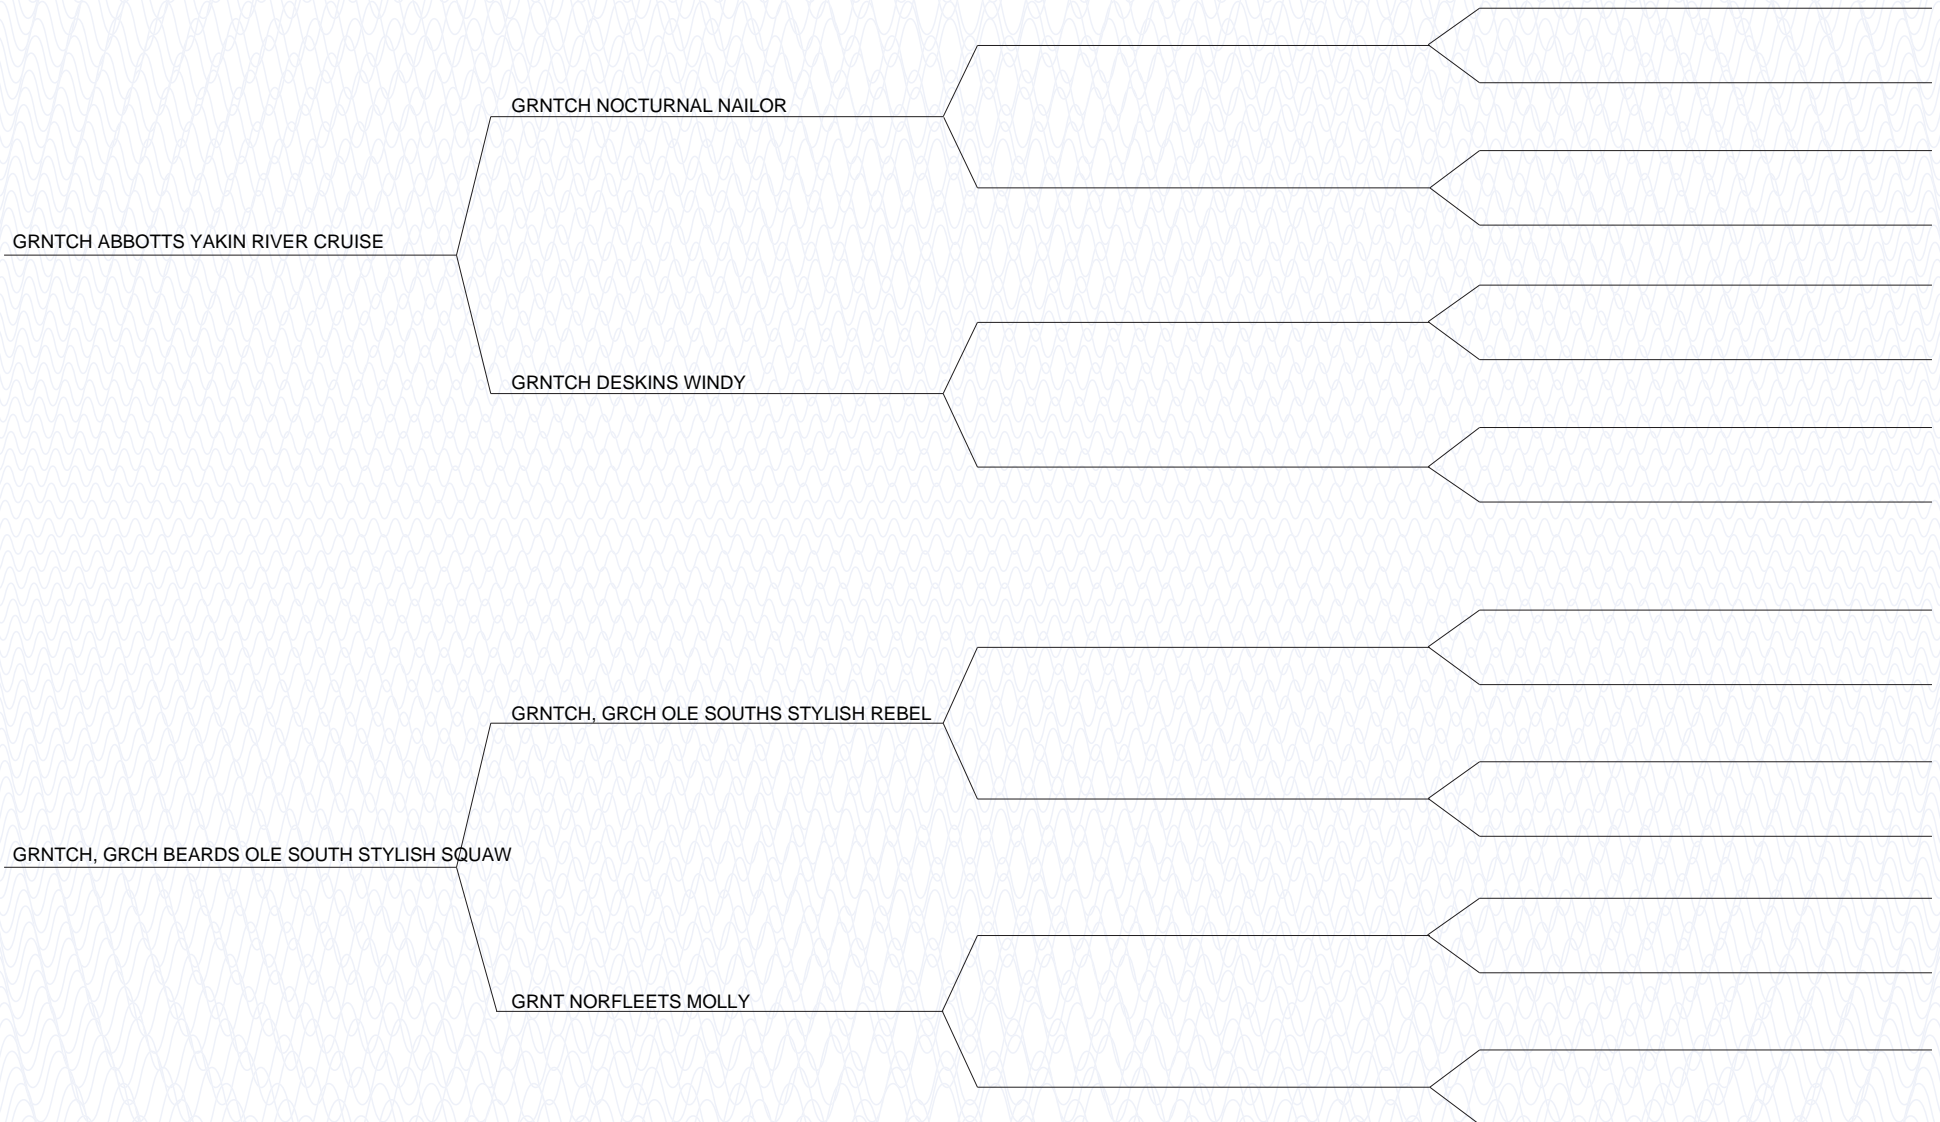 GRNTCH NOCTURNAL NAILOR
GRNTCH ABBOTTS YAKIN RIVER CRUISE
GRNTCH DESKINS WINDY
GRNTCH, GRCH OLE SOUTHS STYLISH REBEL
GRNTCH, GRCH BEARDS OLE SOUTH STYLISH SQUAW
GRNT NORFLEETS MOLLY